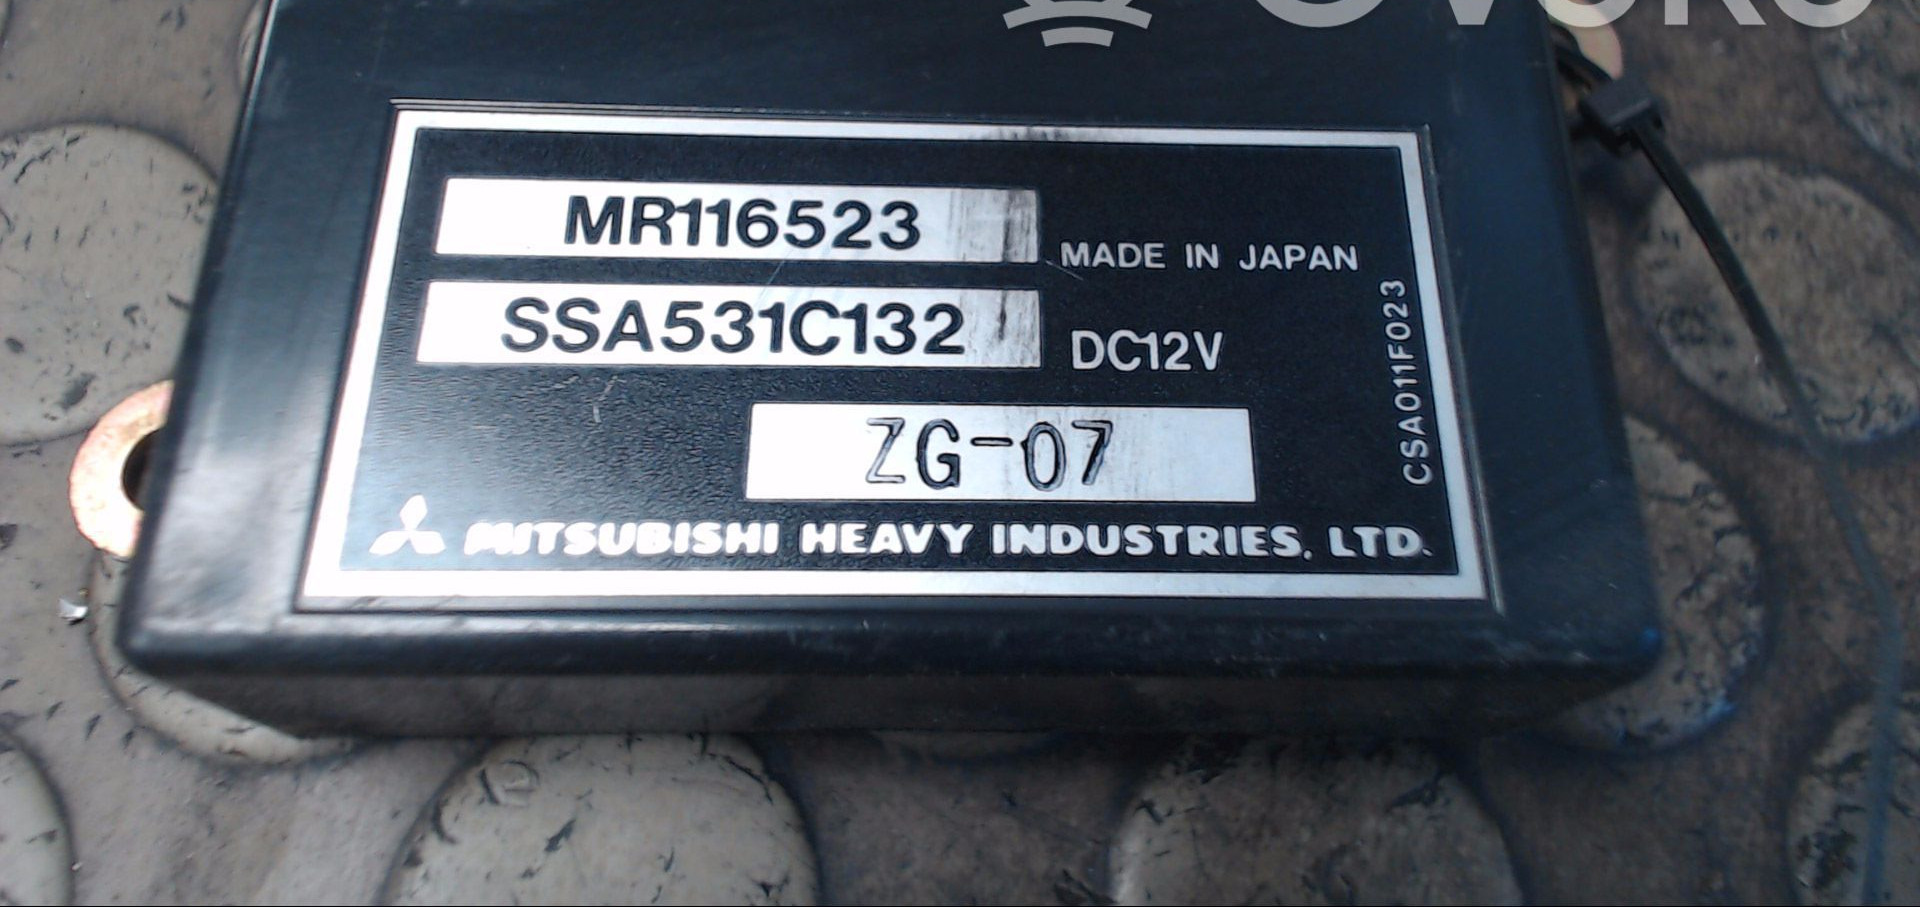 MR116523
MADE IN JAPAN
SSA531C132
DC12V
CSA011F023
ZG-07
MITSUBISHI HEAVY INDUSTRIES, LTD.